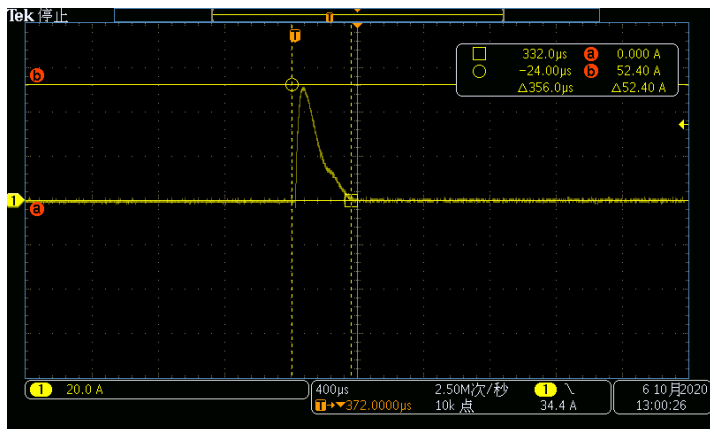 Tek 停止
T
T
b
332.0μs a 0.000 A
-24.00μs b 52.40 A
Δ356.0μs Δ52.40 A
1
a
1 20.0 A
400μs 2.50M次/秒 1 \ 6 10月2020
T→▼372.0000μs 10k 点 34.4 A 13:00:26